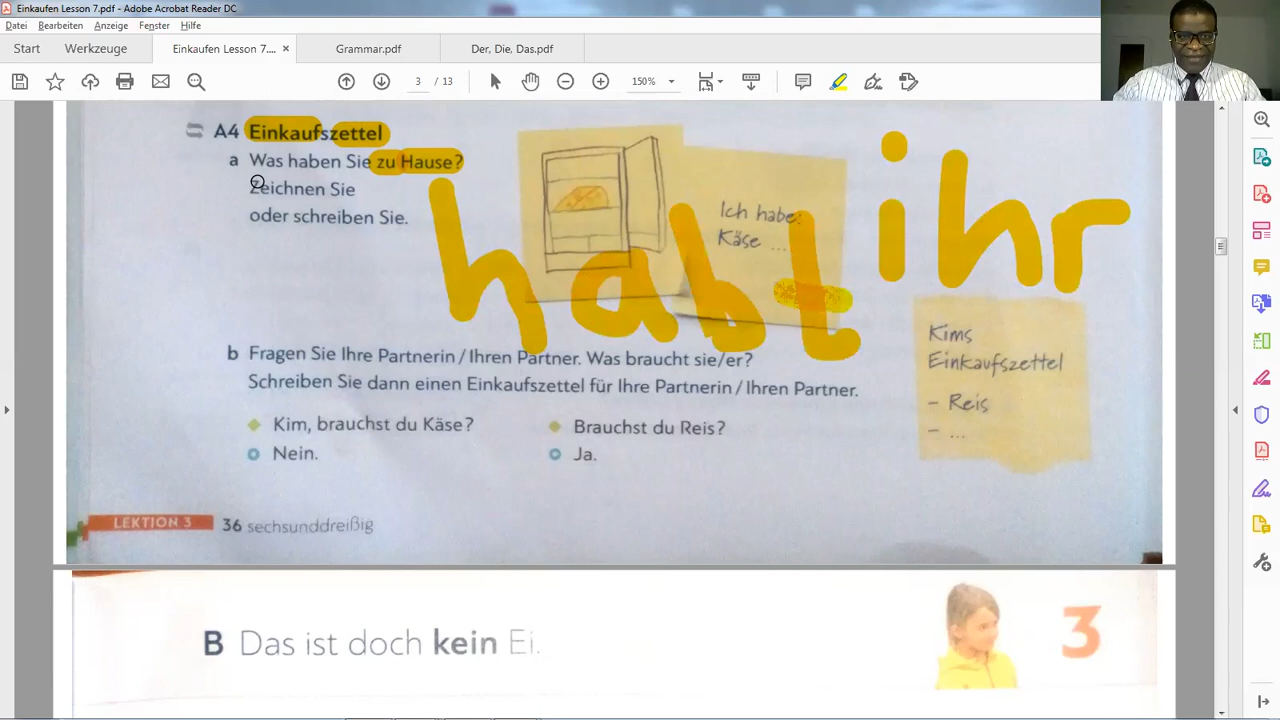 Einkaufen Lesson 7.pdf - Adobe Acrobat Reader DC
Datei Bearbeiten Anzeige Fenster Hilfe
Start Werkzeuge Einkaufen Lesson 7.... × Grammar.pdf Der, Die, Das.pdf
3 / 13 150%
A4 Einkaufszettel
a Was haben Sie zu Hause?
Zeichnen Sie
oder schreiben Sie.
Ich habe:
Käse ...
habt ihr
Kims
Einkaufszettel
- Reis
- ...
b Fragen Sie Ihre Partnerin / Ihren Partner. Was braucht sie/er?
Schreiben Sie dann einen Einkaufszettel für Ihre Partnerin / Ihren Partner.
Kim, brauchst du Käse?
Nein.
Brauchst du Reis?
Ja.
LEKTION 3 36 sechsunddreißig
B Das ist doch kein Ei.
3